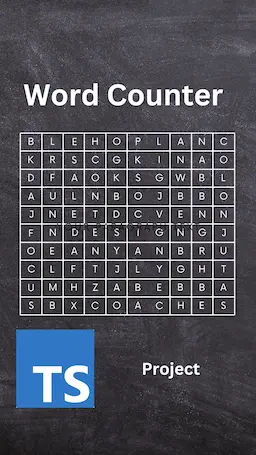 Word Counter
B L E H O P L A N C
K R S C G K I N A O
D F A O K S G W B L
A U L N B O J B B O
J N E T D C V E N N
F N D E S I G N G J
O E A N Y A N B R U
C L F T J L Y G H T
U M H Z A B E B B A
S B X C O A C H E S
TS
Project